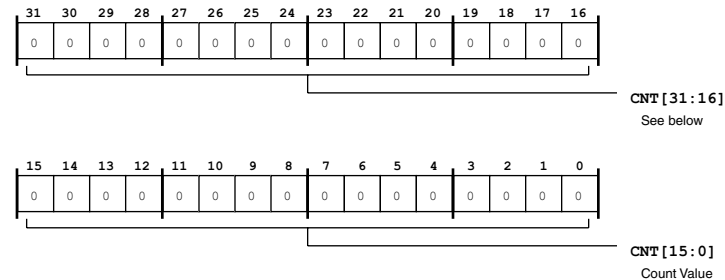 31 30 29 28 27 26 25 24 23 22 21 20 19 18 17 16
0 0 0 0 0 0 0 0 0 0 0 0 0 0 0 0
CNT[31:16]
See below
15 14 13 12 11 10 9 8 7 6 5 4 3 2 1 0
0 0 0 0 0 0 0 0 0 0 0 0 0 0 0 0
CNT[15:0]
Count Value